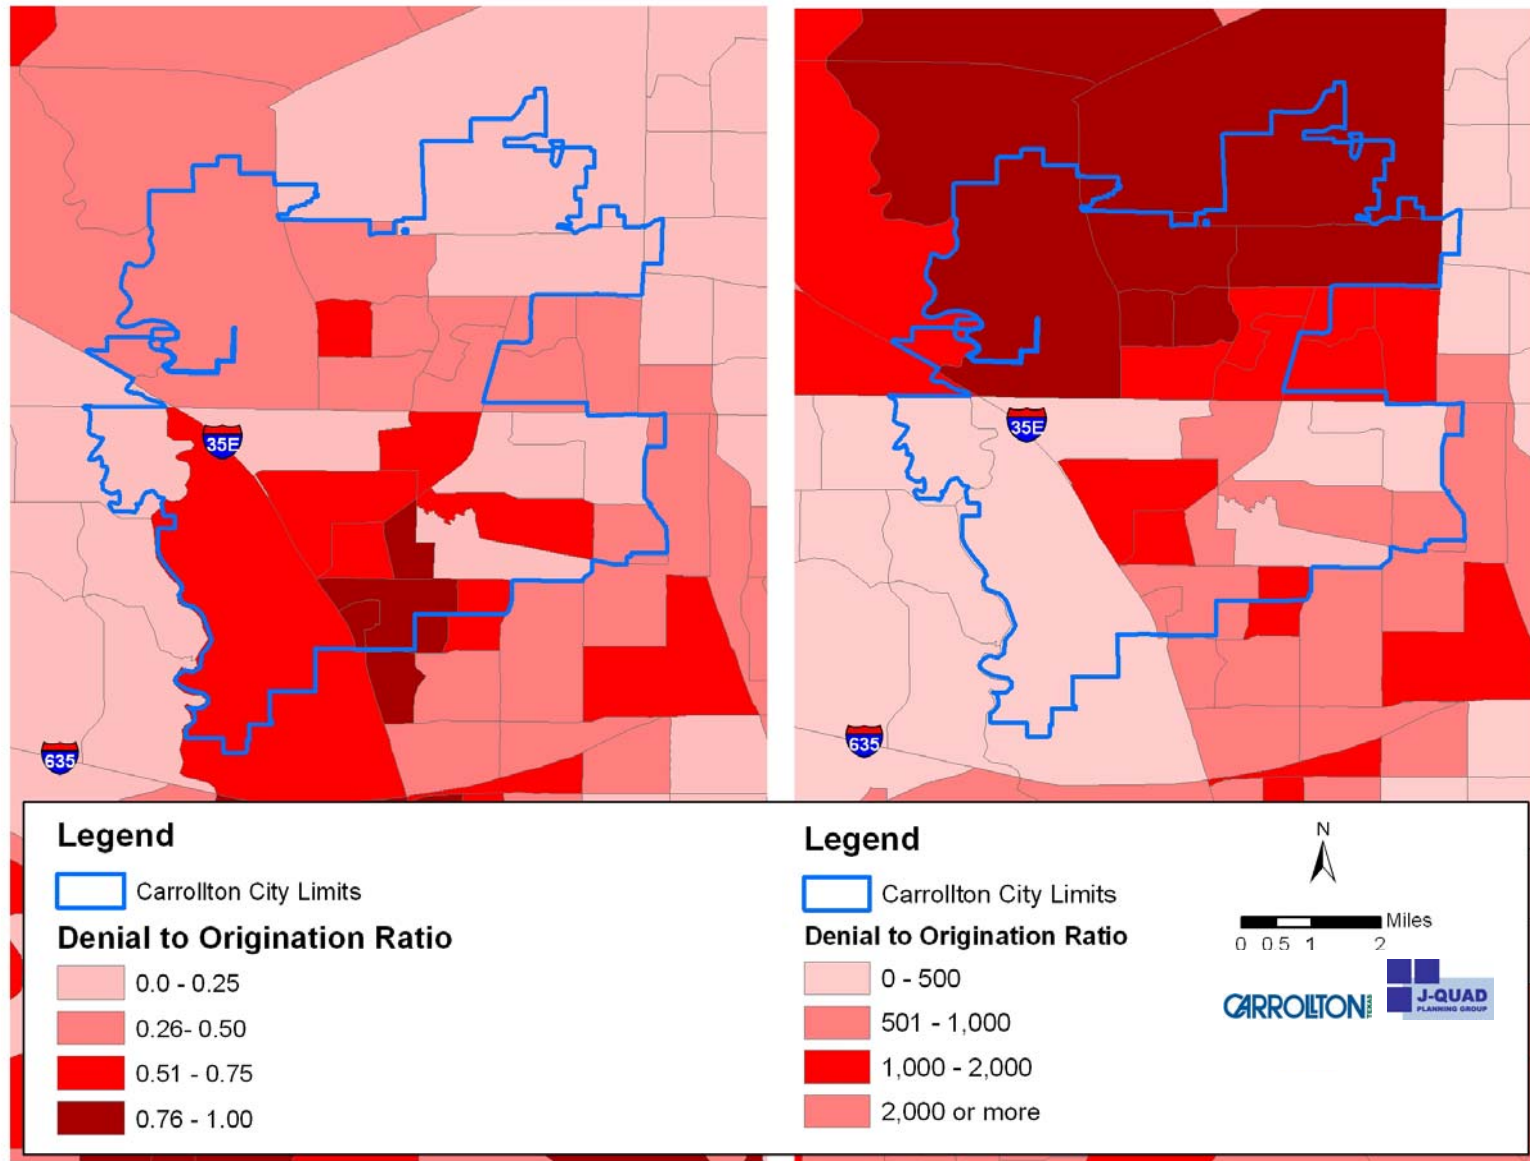 35E
635
35E
635
Legend
Carrollton City Limits
Denial to Origination Ratio
0.0 - 0.25
0.26- 0.50
0.51 - 0.75
0.76 - 1.00
Legend
Carrollton City Limits
Denial to Origination Ratio
0 - 500
501 - 1,000
1,000 - 2,000
2,000 or more
N
Miles
0 0.5 1 2
CARROLLTON TEXAS
J-QUAD
PLANNING GROUP